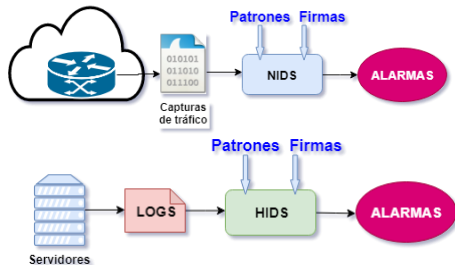 Patrones Firmas
010101
011010
011100
NIDS
ALARMAS
Capturas
de tráfico
Patrones Firmas
LOGS
HIDS
ALARMAS
Servidores